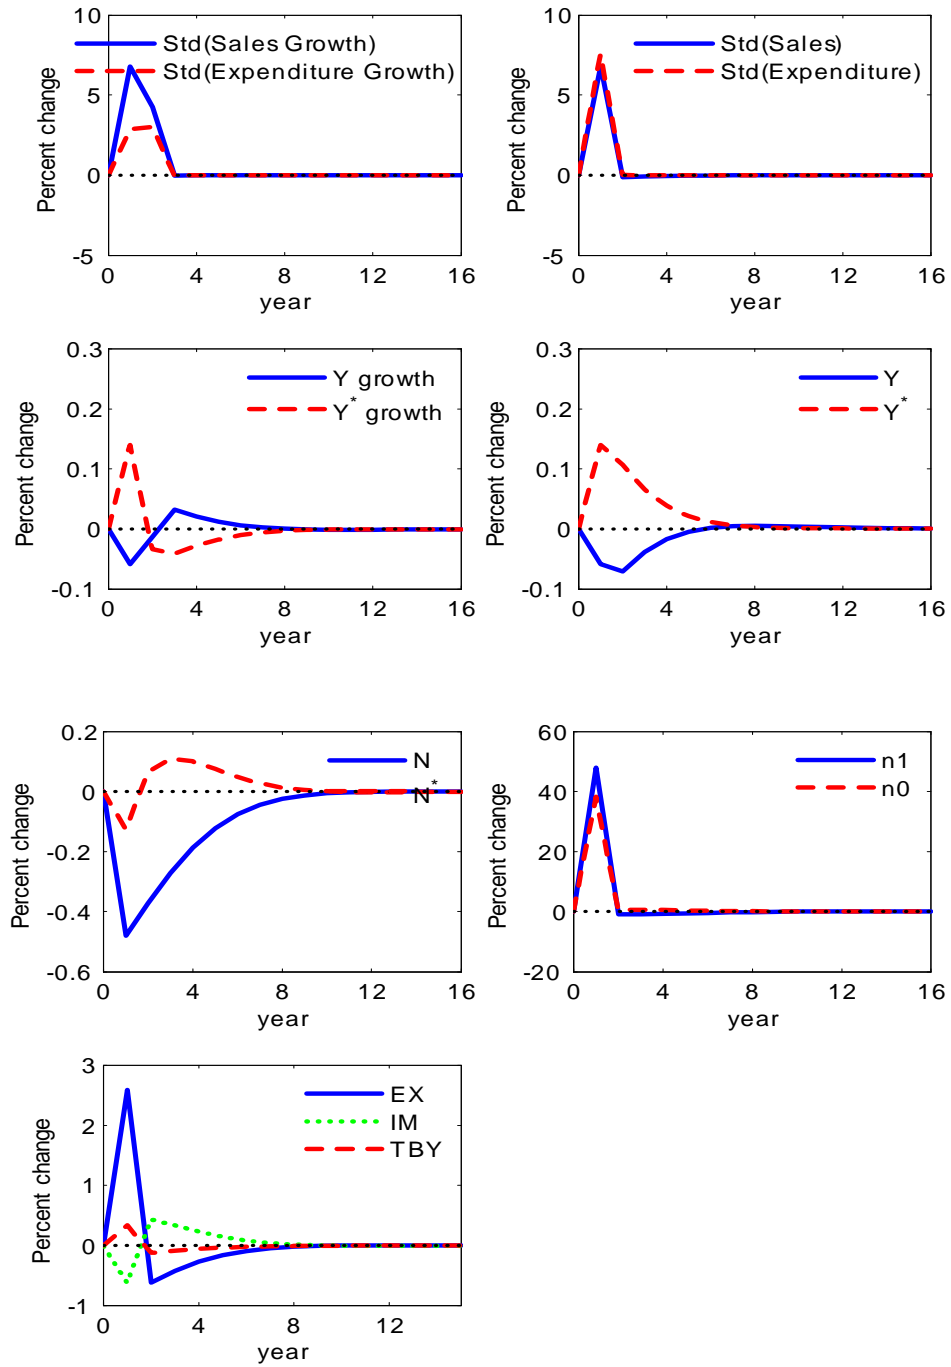 10
5
0
-5
Percent change
Std(Sales Growth)
Std(Expenditure Growth)
0 4 8 12 16
year
10
5
0
-5
Percent change
Std(Sales)
Std(Expenditure)
0 4 8 12 16
year
0.3
0.2
0.1
0
-0.1
Percent change
Y growth
Y* growth
0 4 8 12 16
year
0.3
0.2
0.1
0
-0.1
Percent change
Y
Y*
0 4 8 12 16
year
0.2
0
-0.2
-0.4
-0.6
Percent change
N
N*
0 4 8 12 16
year
60
40
20
0
-20
Percent change
n1
n0
0 4 8 12 16
year
3
2
1
0
-1
Percent change
EX
IM
TBY
0 4 8 12
year